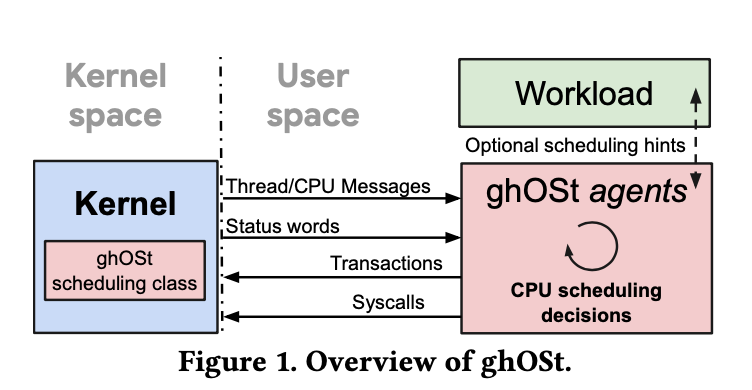 Kernel
space
User
space
Workload
Optional scheduling hints
Kernel
ghOSt
scheduling class
Thread/CPU Messages
Status words
Transactions
Syscalls
ghOSt agents
CPU scheduling
decisions
Figure 1. Overview of ghOSt.